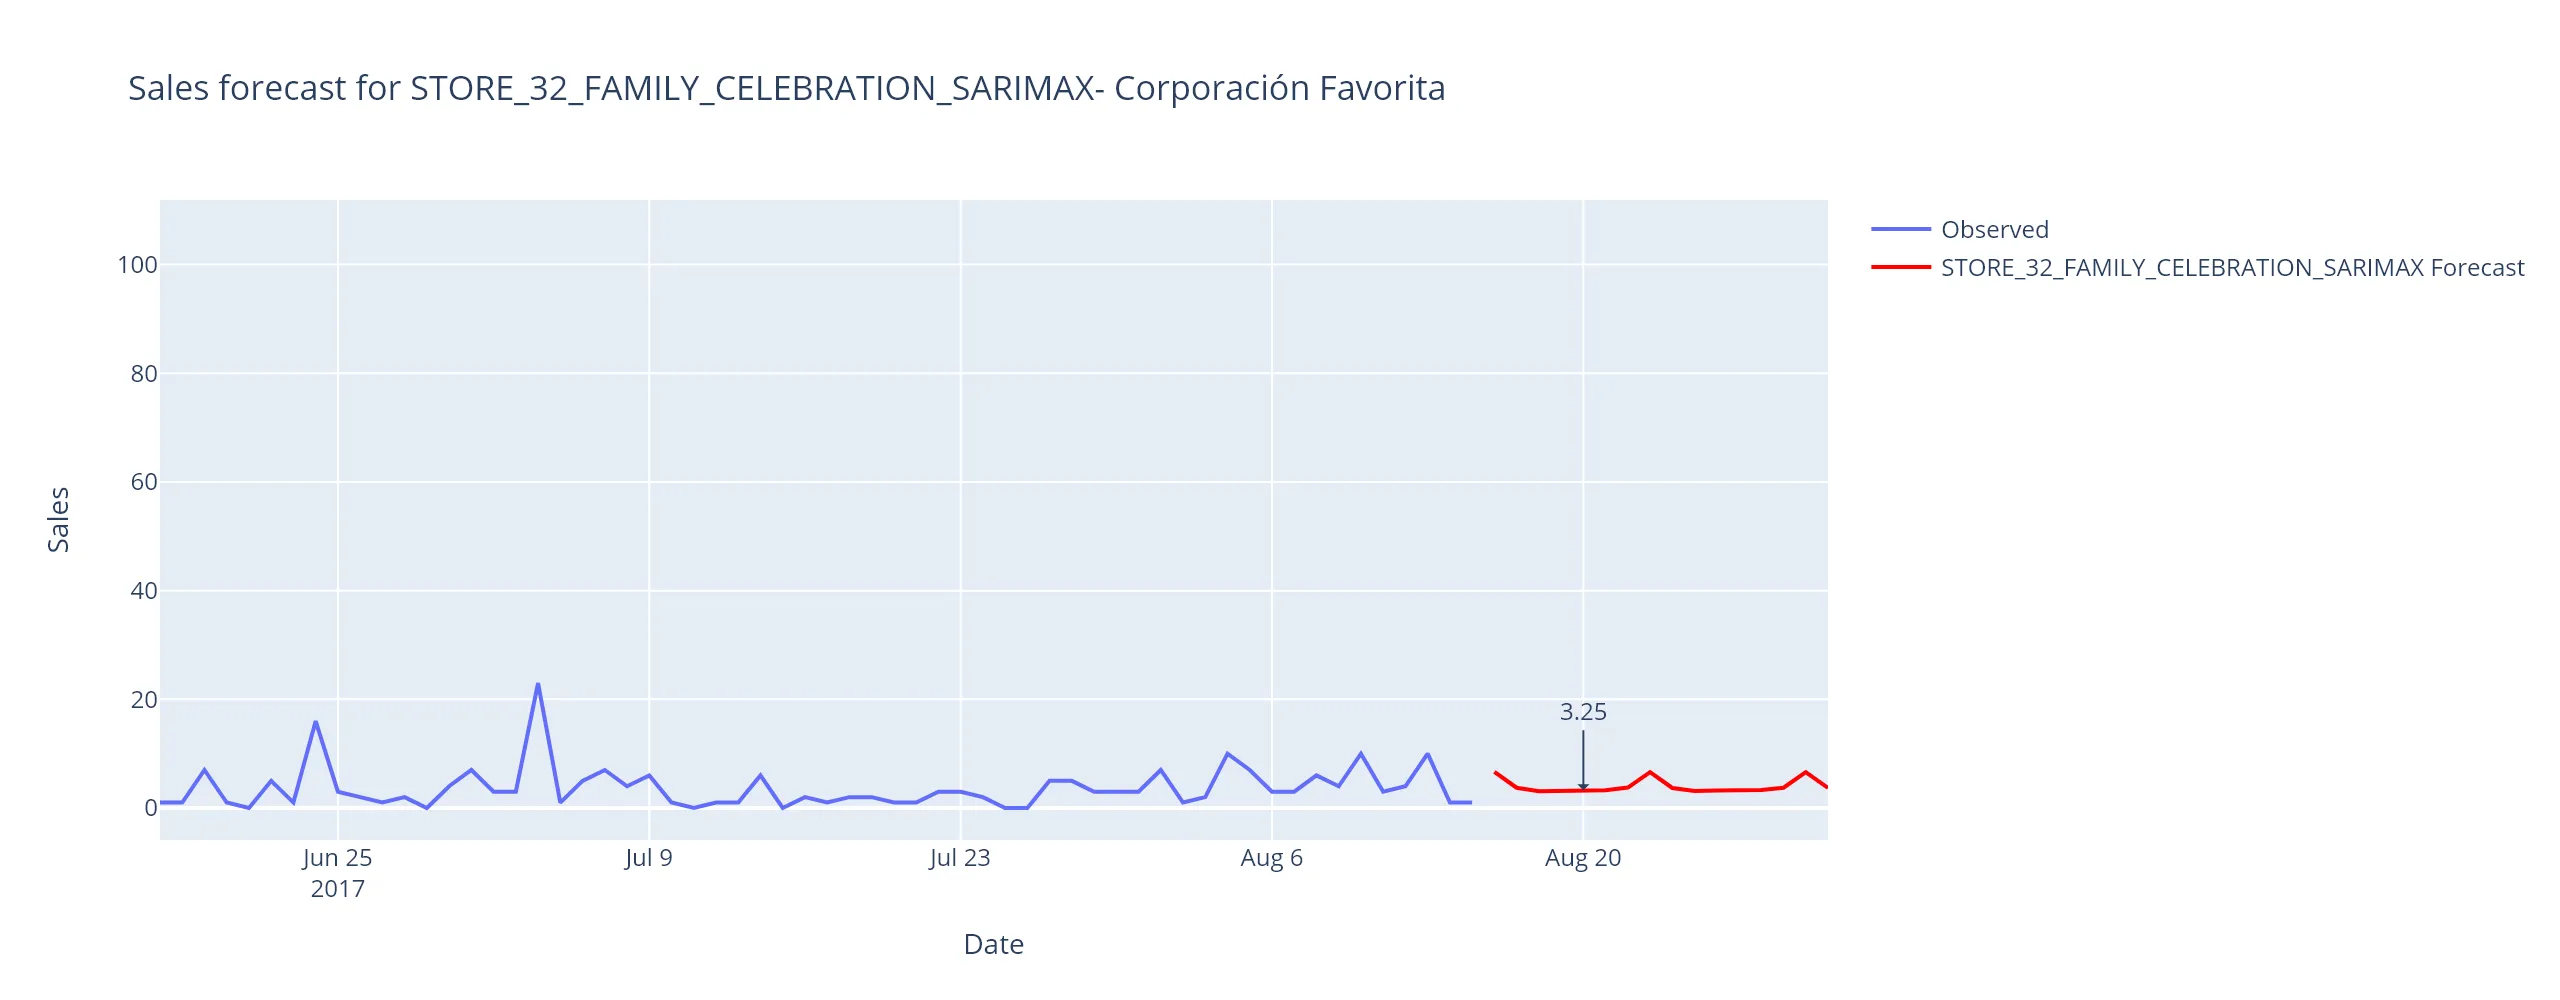 Sales forecast for STORE_32_FAMILY_CELEBRATION_SARIMAX- Corporación Favorita
Observed
STORE_32_FAMILY_CELEBRATION_SARIMAX Forecast
100
80
60
40
20
0
Sales
3.25
Jun 25
2017
Jul 9
Jul 23
Aug 6
Aug 20
Date